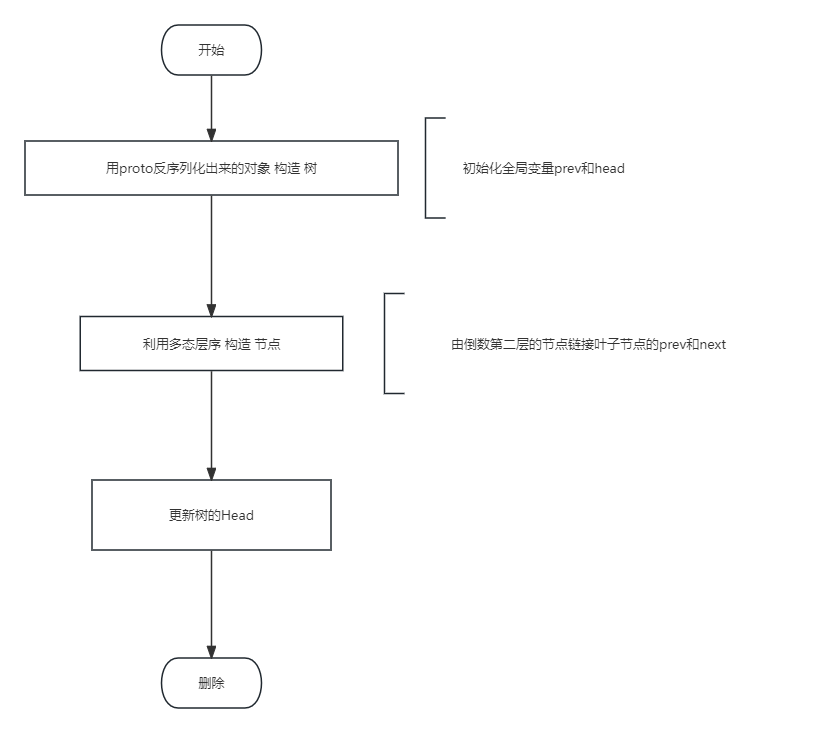 开始
用proto反序列化出来的对象 构造 树
初始化全局变量prev和head
利用多态层序 构造 节点
由倒数第二层的节点链接叶子节点的prev和next
更新树的Head
删除